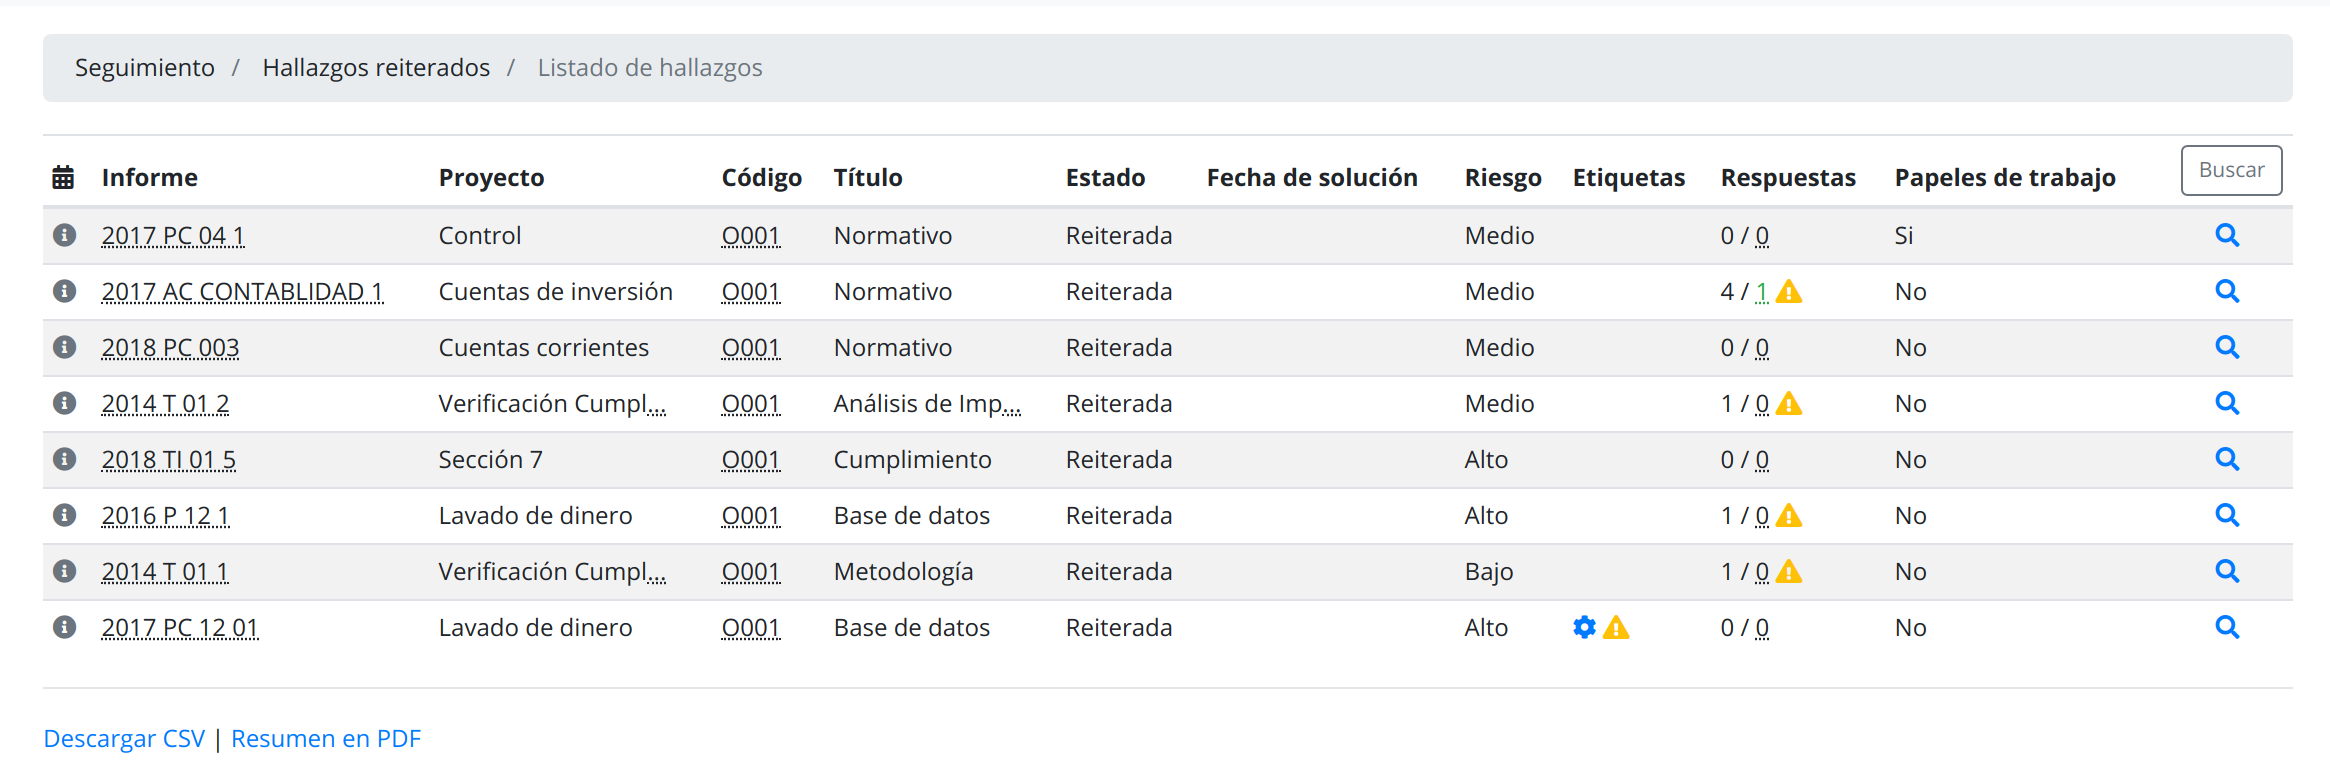 Seguimiento / Hallazgos reiterados / Listado de hallazgos
Informe Proyecto Código Título Estado Fecha de solución Riesgo Etiquetas Respuestas Papeles de trabajo Buscar
2017 PC 04 1 Control O001 Normativo Reiterada Medio 0 / 0 Si
2017 AC CONTABLIDAD 1 Cuentas de inversión O001 Normativo Reiterada Medio 4 / 1 No
2018 PC 003 Cuentas corrientes O001 Normativo Reiterada Medio 0 / 0 No
2014 T 01 2 Verificación Cumpl... O001 Análisis de Imp... Reiterada Medio 1 / 0 No
2018 TI 01 5 Sección 7 O001 Cumplimiento Reiterada Alto 0 / 0 No
2016 P 12 1 Lavado de dinero O001 Base de datos Reiterada Alto 1 / 0 No
2014 T 01 1 Verificación Cumpl... O001 Metodología Reiterada Bajo 1 / 0 No
2017 PC 12 01 Lavado de dinero O001 Base de datos Reiterada Alto 0 / 0 No
Descargar CSV | Resumen en PDF